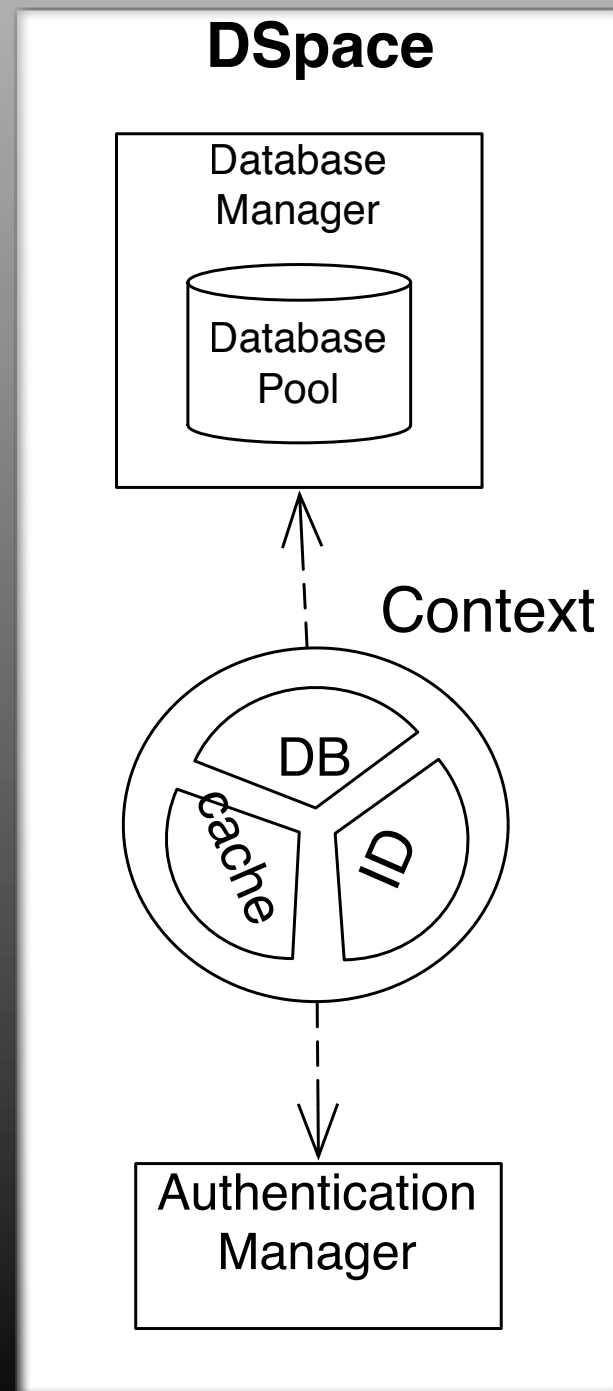 DSpace
Database
Manager
Database
Pool
Context
DB
cache
ID
Authentication
Manager